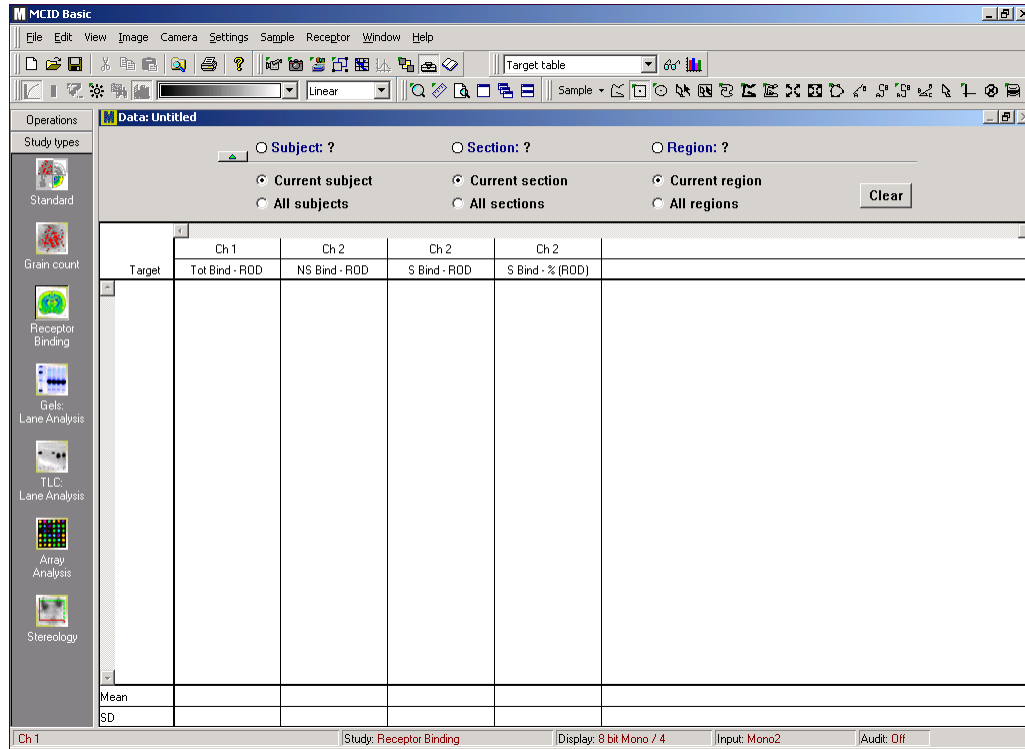 MCID Basic
File Edit View Image Camera Settings Sample Receptor Window Help
Target table
Linear
Sample
Operations
Study types
Standard
Grain count
Receptor
Binding
Gels:
Lane Analysis
TLC:
Lane Analysis
Array
Analysis
Stereology
Data: Untitled
Subject: ? Section: ? Region: ?
Current subject Current section Current region
All subjects All sections All regions
Clear
Ch 1 Ch 2 Ch 2 Ch 2
Target Tot Bind - ROD NS Bind - ROD S Bind - ROD S Bind - % (ROD)
Mean
SD
Ch 1 Study: Receptor Binding Display: 8 bit Mono / 4 Input: Mono2 Audit: Off